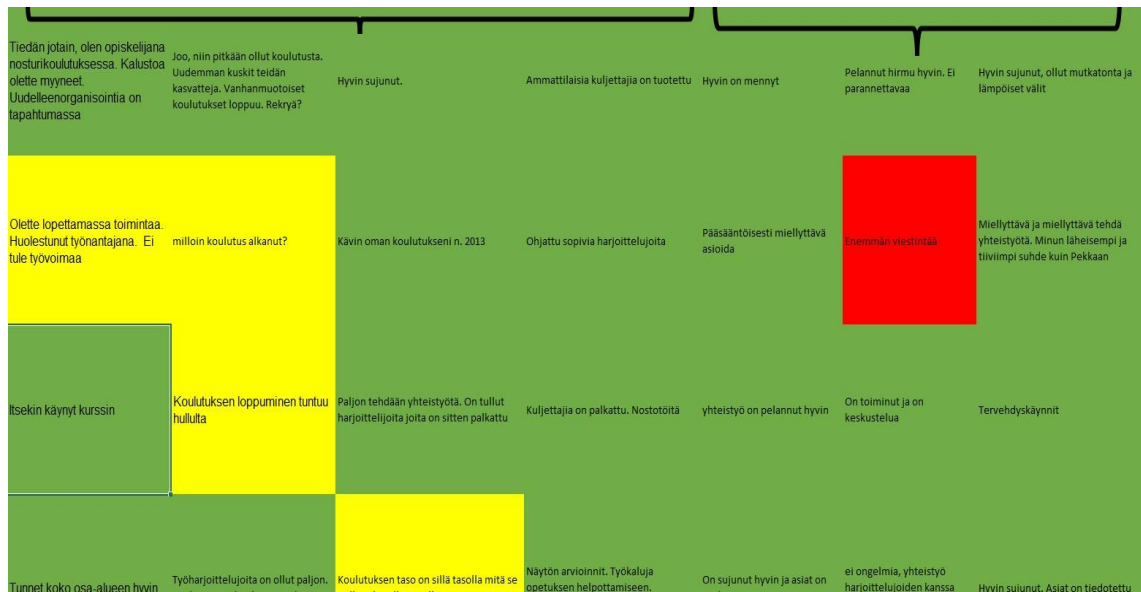 Tiedän jotain, olen opiskelijana
nosturikoulutuksessa. Kalustoa
olette myyneet.
Uudelleenorganisointia on
tapahtumassa
Joo, niin pitkään ollut koulutusta.
Uudemman kuskit teidän
kasvatteja. Vanhanmuotoiset
koulutukset loppuu. Rekryä?
Hyvin sujunut.
Ammattilaisia kuljettajia on tuotettu
Hyvin on mennyt
Pelannut hirmu hyvin. Ei
parannettavaa
Hyvin sujunut, ollut mutkatonta ja
lämpöiset välit
Olette lopettamassa toimintaa.
Huolestunut työnantajana. Ei
tule työvoimaa
milloin koulutus alkanut?
Kävin oman koulutukseni n. 2013
Ohjattu sopivia harjoittelujoita
Pääsääntöisesti miellyttävä
asioida
Enemmän viestintää
Miellyttävä ja miellyttävä tehdä
yhteistyötä. Minun läheisempi ja
tiiviimpi suhde kuin Pekkaan
Itsekin käynyt kurssin
Koulutuksen loppuminen tuntuu
hullulta
Paljon tehdään yhteistyötä. On tullut
harjoittelijoita joita on sitten palkattu
Kuljettajia on palkattu. Nostotöitä
yhteistyö on pelannut hyvin
On toiminut ja on
keskustelua
Tervehdyskäynnit
Tunnet koko osa-alueen hyvin
Työharjoittelujoita on ollut paljon.
Koulutuksen taso on sillä tasolla mitä se
Näytön arvioinnit. Työkaluja
opetuksen helpottamiseen.
On sujunut hyvin ja asiat on
ei ongelmia, yhteistyö
harjoittelujoiden kanssa
Hyvin sujunut. Asiat on tiedotettu